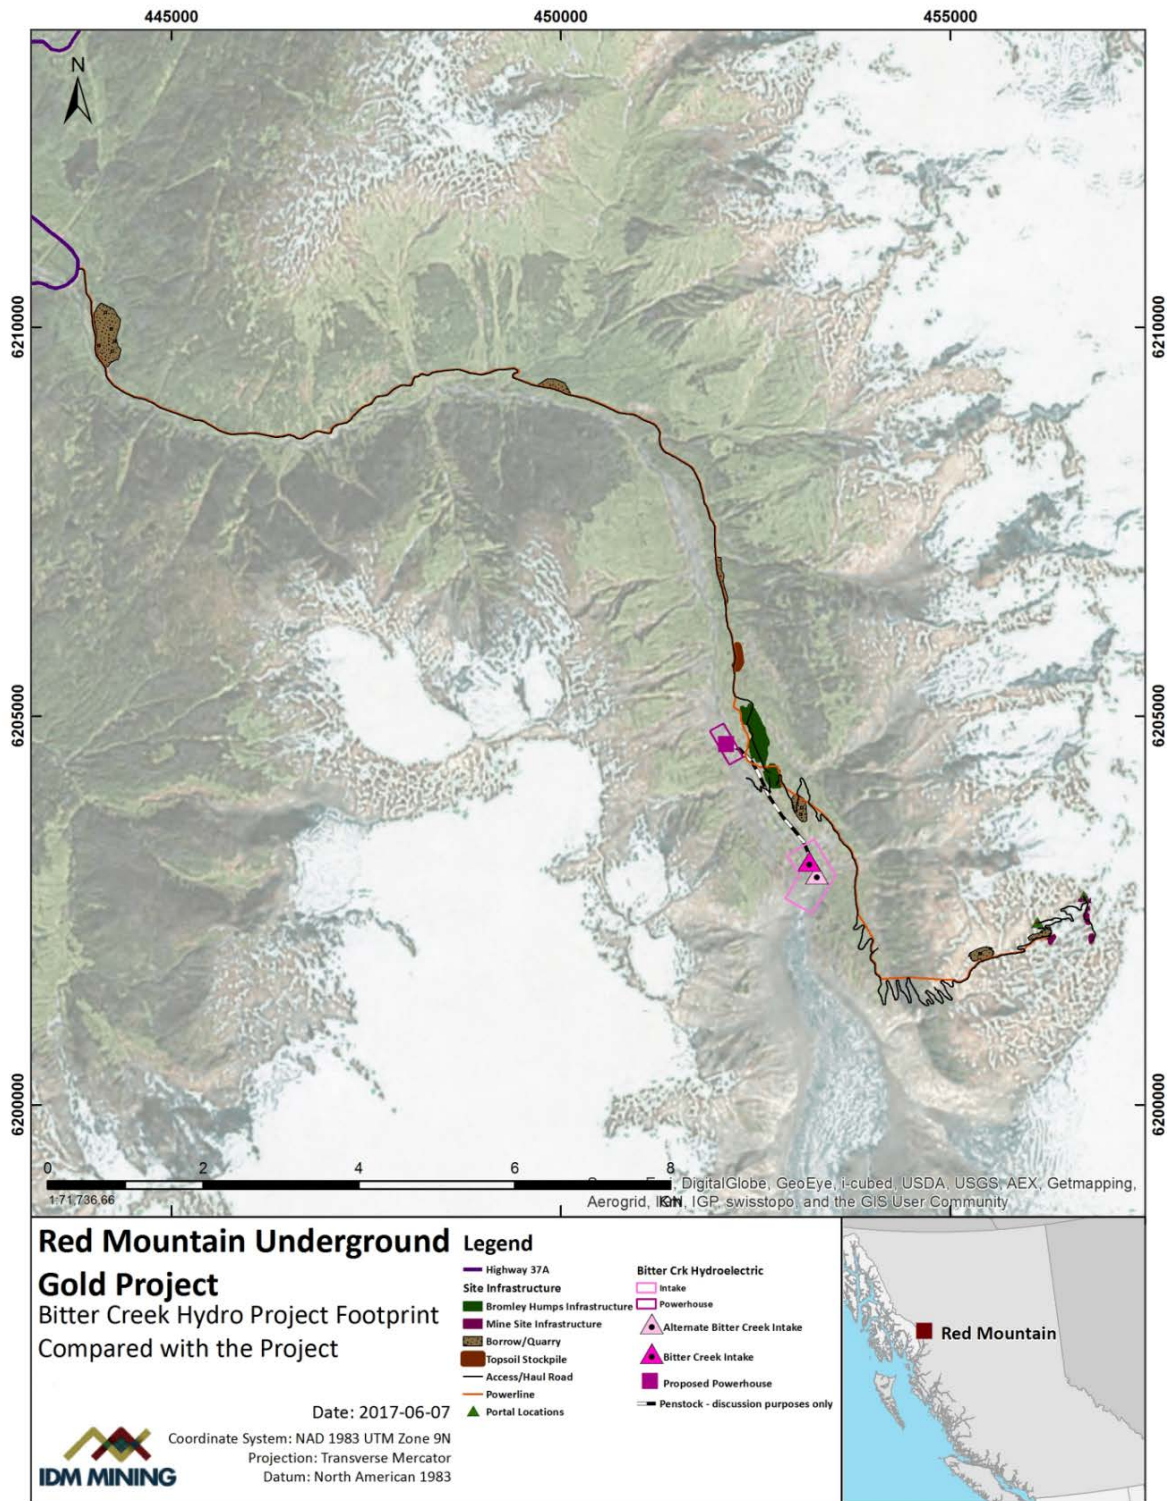 445000
450000
455000
N
6210000
6210000
6205000
6205000
6200000
6200000
0
2
4
6
8
1:71,736.66
DigitalGlobe, GeoEye, i-cubed, USDA, USGS, AEX, Getmapping,
Aerogrid, IGN, IGP, swisstopo, and the GIS User Community
Km
Red Mountain Underground
Gold Project
Bitter Creek Hydro Project Footprint
Compared with the Project
Date: 2017-06-07
Coordinate System: NAD 1983 UTM Zone 9N
Projection: Transverse Mercator
Datum: North American 1983
IDM MINING
Legend
Highway 37A
Site Infrastructure
Bromley Humps Infrastructure
Mine Site Infrastructure
Borrow/Quarry
Topsoil Stockpile
Access/Haul Road
Powerline
Portal Locations
Bitter Crk Hydroelectric
Intake
Powerhouse
Alternate Bitter Creek Intake
Bitter Creek Intake
Proposed Powerhouse
Penstock - discussion purposes only
Red Mountain